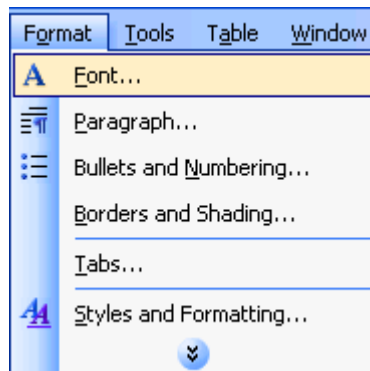 Format Tools Table Window
Font...
Paragraph...
Bullets and Numbering...
Borders and Shading...
Tabs...
Styles and Formatting...